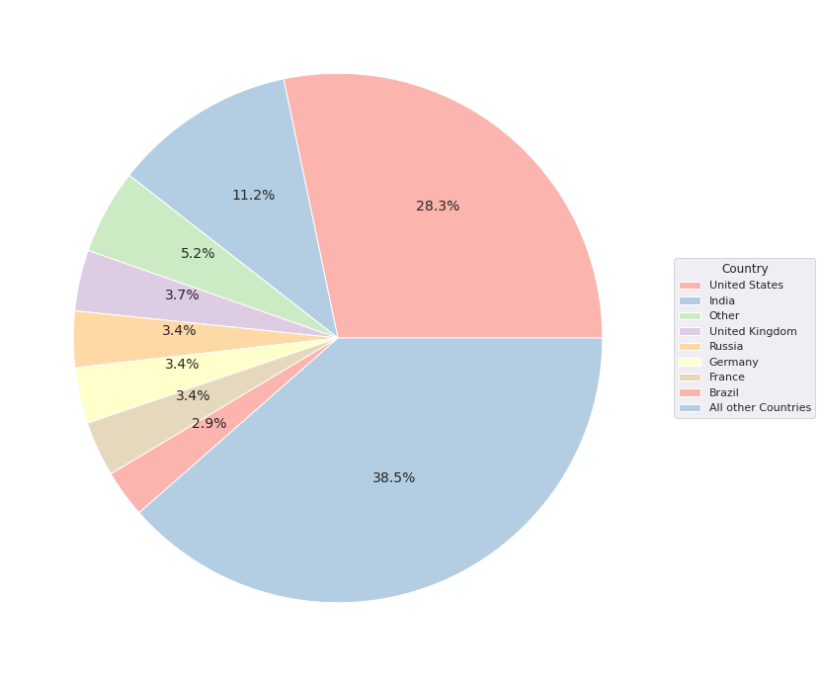 28.3%
11.2%
5.2%
3.7%
3.4%
3.4%
3.4%
2.9%
38.5%
Country
United States
India
Other
United Kingdom
Russia
Germany
France
Brazil
All other Countries